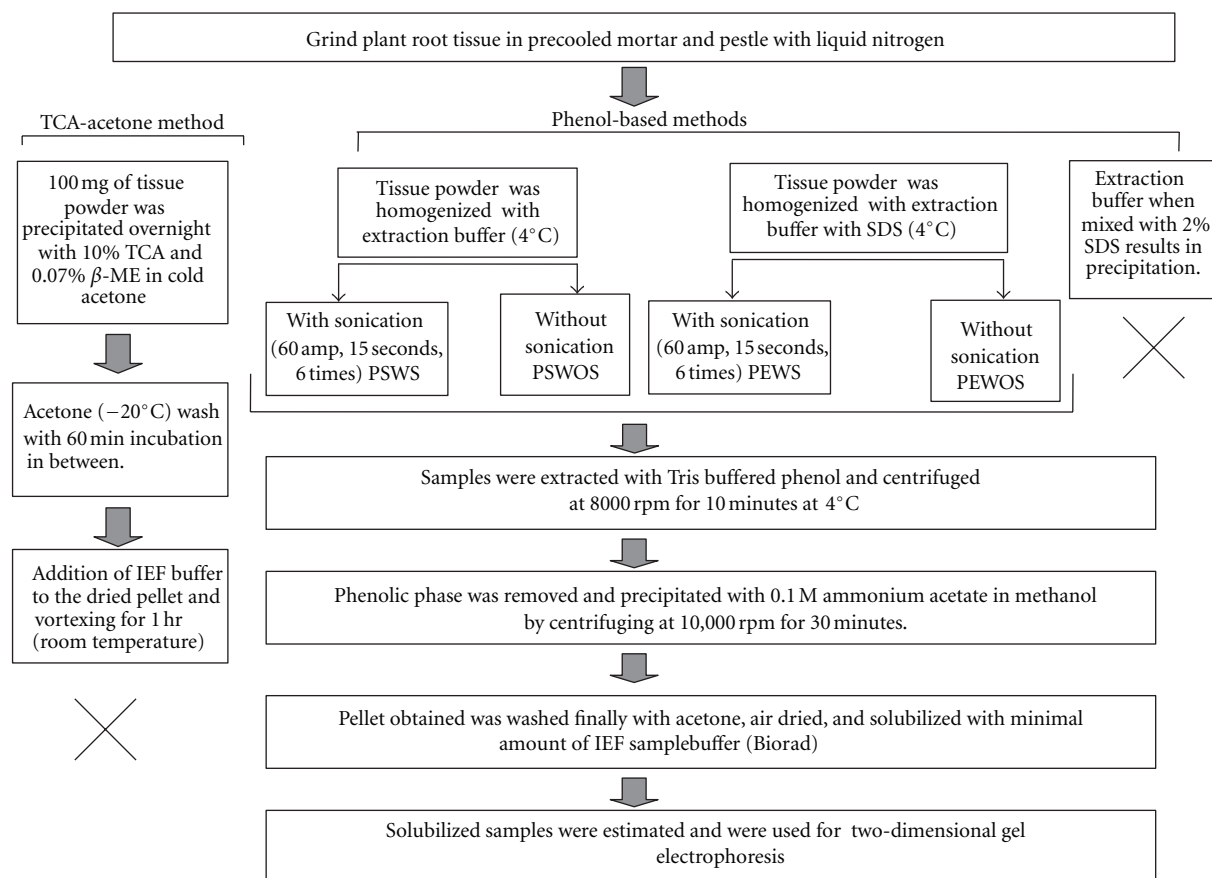 Grind plant root tissue in precooled mortar and pestle with liquid nitrogen
TCA-acetone method
Phenol-based methods
100 mg of tissue
powder was
precipitated overnight
with 10% TCA and
0.07% β-ME in cold
acetone
Tissue powder was
homogenized with
extraction buffer (4°C)
Tissue powder was
homogenized with extraction
buffer with SDS (4°C)
Extraction
buffer when
mixed with 2%
SDS results in
precipitation.
With sonication
(60 amp, 15 seconds,
6 times) PSWS
Without
sonication
PSWOS
With sonication
(60 amp, 15 seconds,
6 times) PEWS
Without
sonication
PEWOS
Acetone (−20°C) wash
with 60 min incubation
in between.
Samples were extracted with Tris buffered phenol and centrifuged
at 8000 rpm for 10 minutes at 4°C
Addition of IEF buffer
to the dried pellet and
vortexing for 1 hr
(room temperature)
Phenolic phase was removed and precipitated with 0.1 M ammonium acetate in methanol
by centrifuging at 10,000 rpm for 30 minutes.
Pellet obtained was washed finally with acetone, air dried, and solubilized with minimal
amount of IEF samplebuffer (Biorad)
Solubilized samples were estimated and were used for two-dimensional gel
electrophoresis